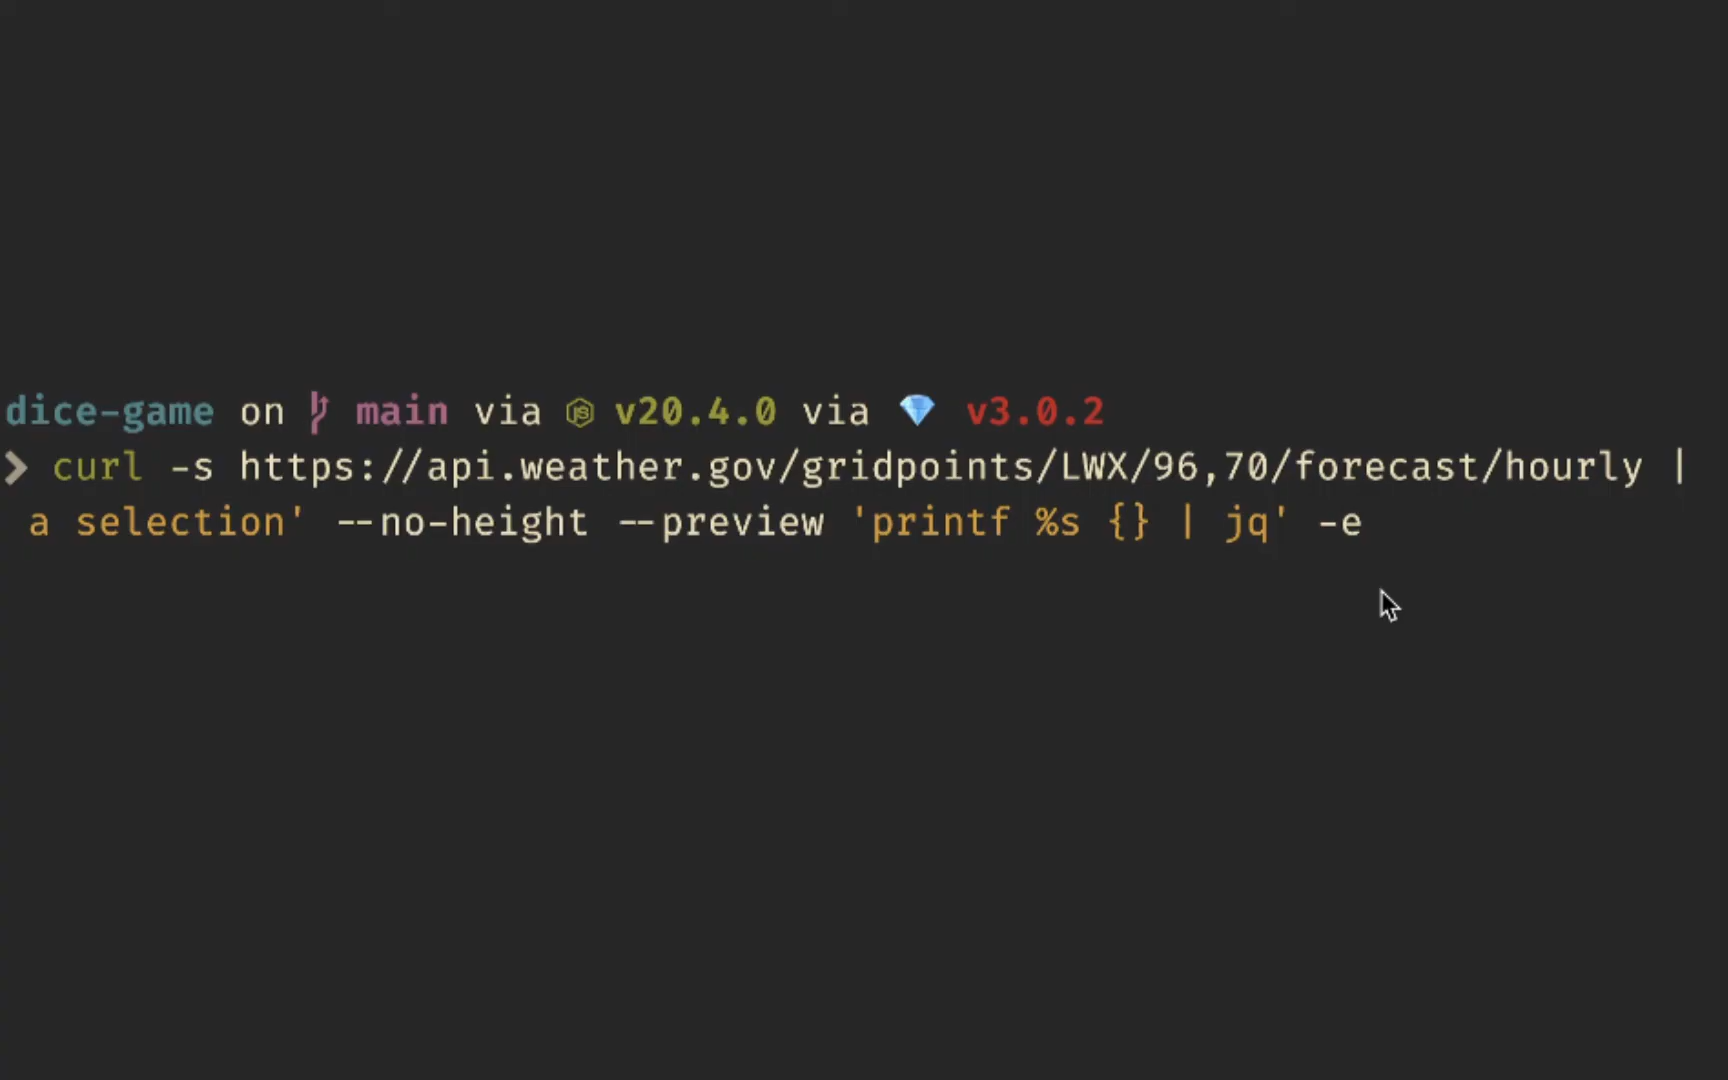 dice-game on main via v20.4.0 via 💎 v3.0.2
❯ curl -s https://api.weather.gov/gridpoints/LWX/96,70/forecast/hourly |
a selection' --no-height --preview 'printf %s {} | jq' -e